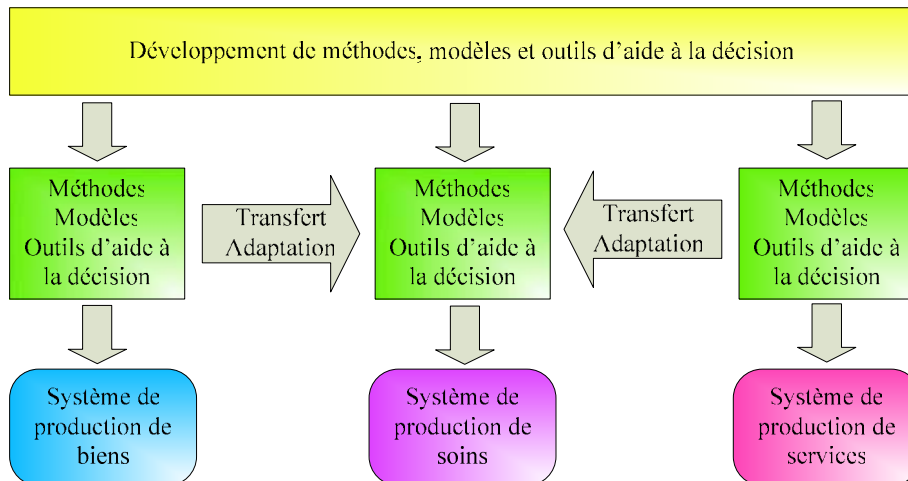 Développement de méthodes, modèles et outils d'aide à la décision
Méthodes
Modèles
Outils d'aide à
la décision
Transfert
Adaptation
Méthodes
Modèles
Outils d'aide à
la décision
Transfert
Adaptation
Méthodes
Modèles
Outils d'aide à
la décision
Système de
production de
biens
Système de
production de
soins
Système de
production de
services